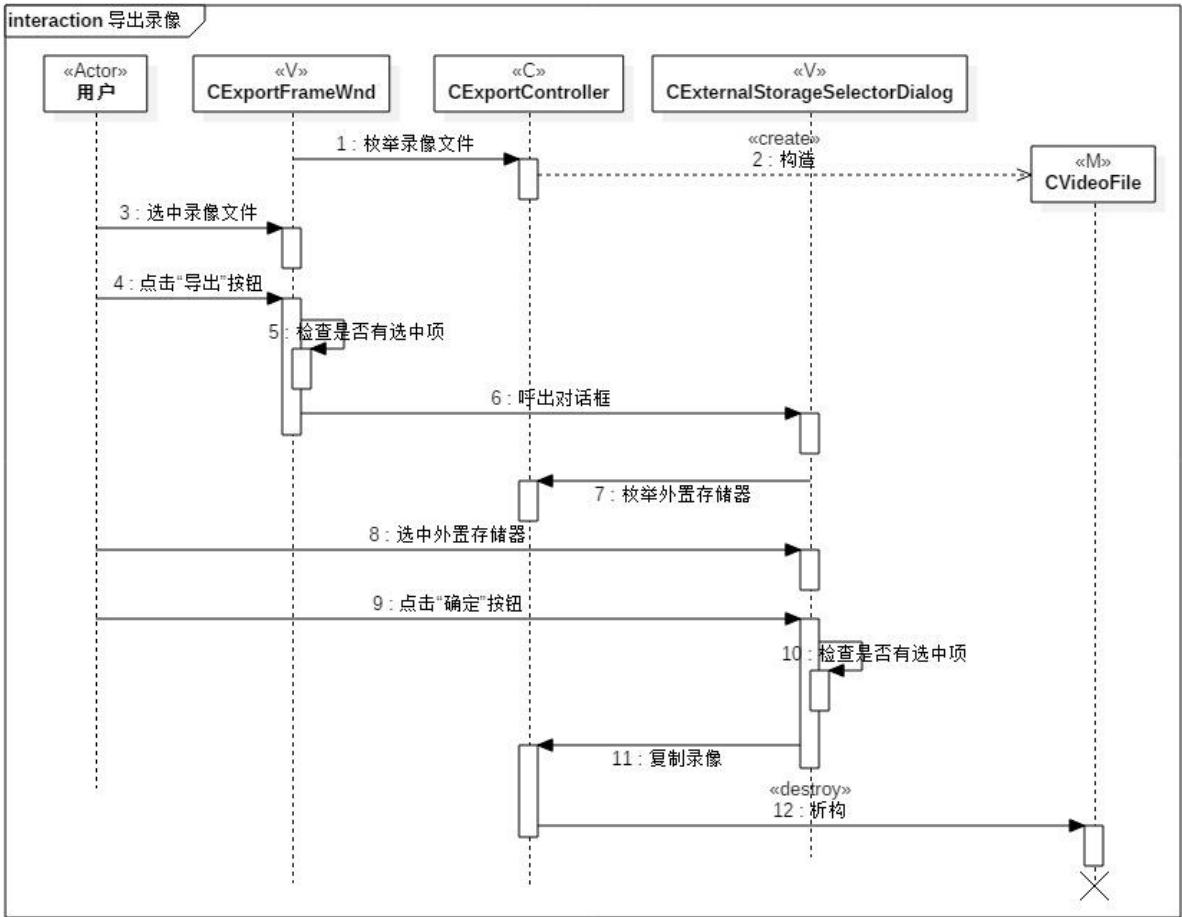 interaction 导出录像
«Actor»
用户
«V»
CExportFrameWnd
«C»
CExportController
«V»
CExternalStorageSelectorDialog
1 : 枚举录像文件
«create»
2 : 构造
«M»
CVideoFile
3 : 选中录像文件
4 : 点击“导出”按钮
5 : 检查是否有选中项
6 : 呼出对话框
7 : 枚举外置存储器
8 : 选中外置存储器
9 : 点击“确定”按钮
10 : 检查是否有选中项
11 : 复制录像
«destroy»
12 : 析构